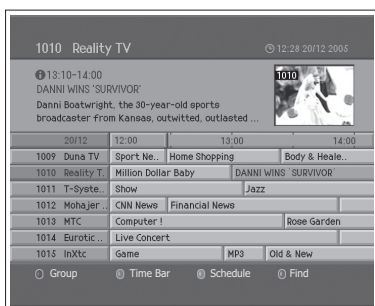 1010 Reality TV 12:28 20/12 2005
13:10-14:00
DANNI WINS 'SURVIVOR'
Danni Boatwright, the 30-year-old sports
broadcaster from Kansas, outwitted, outlasted ...
1010
20/12 12:00 13:00 14:00
1009 Duna TV Sport Ne.. Home Shopping Body & Heale..
1010 Reality T. Million Dollar Baby DANNI WINS 'SURVIVOR'
1011 T-Syste.. Show Jazz
1012 Mohajer .. CNN News Financial News
1013 MTC Computer ! Rose Garden
1014 Eurotic .. Live Concert
1015 InXtc Game MP3 Old & New
Group Time Bar Schedule Find